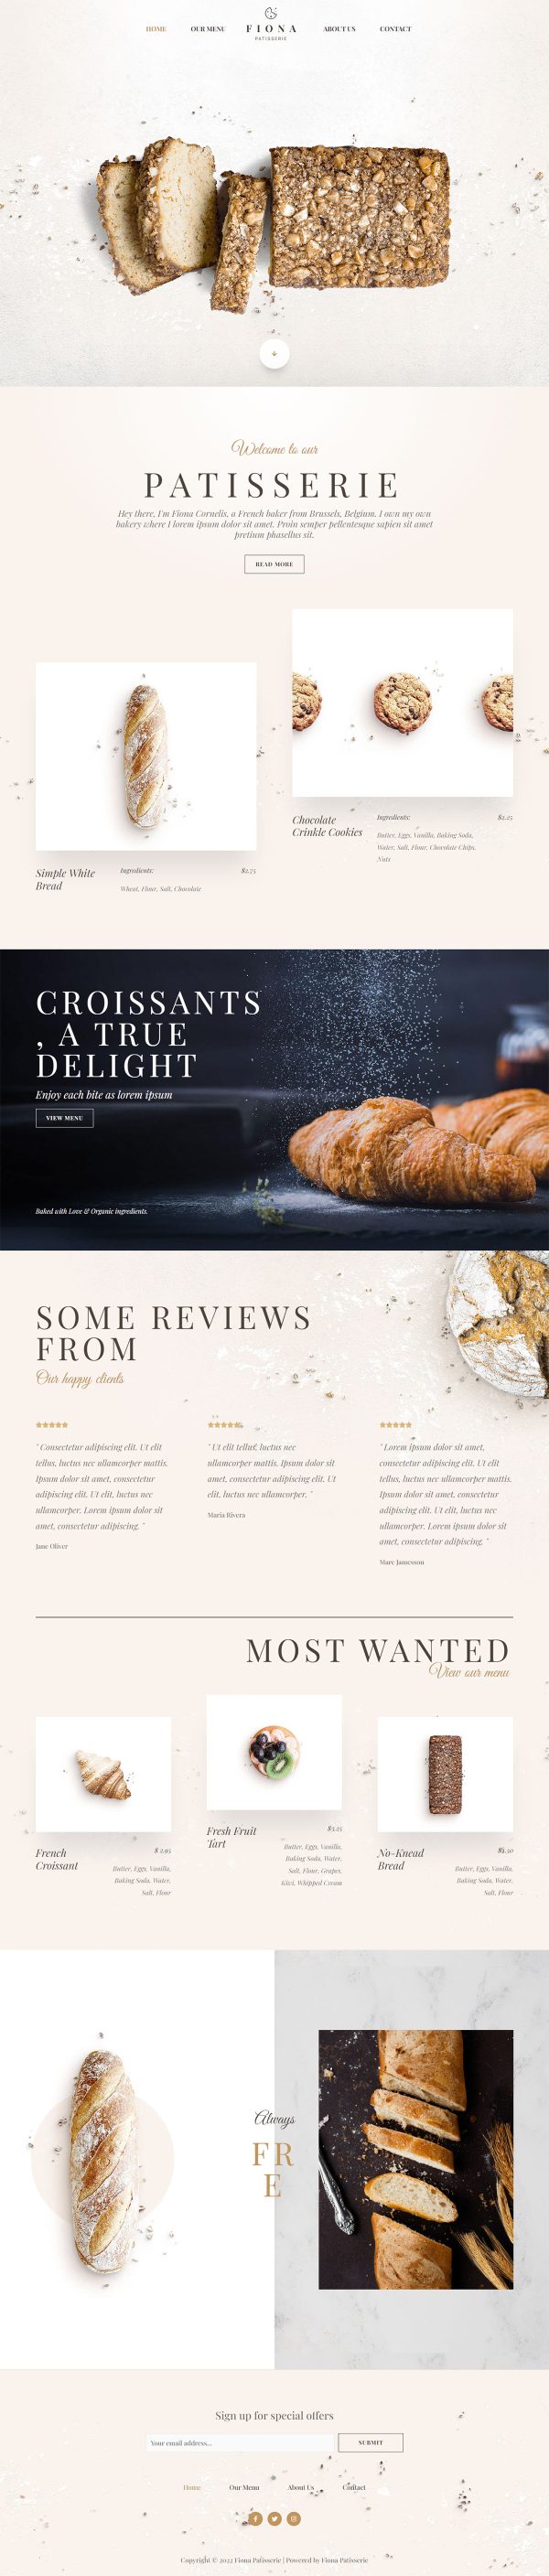 HOME
OUR MENU
FIONA
PATISSERIE
ABOUT US
CONTACT
Welcome to our
PATISSERIE
Hey there, I'm Fiona Cornelis, a French baker from Brussels, Belgium. I own my own
bakery where I lorem ipsum dolor sit amet. Proin semper pellentesque sapien sit amet
pretium phasellus sit.
READ MORE
Simple White
Bread
Ingredients:
$2.75
Wheat, Flour, Salt, Chocolate
Chocolate
Crinkle Cookies
Ingredients:
$2.25
Butter, Eggs, Vanilla, Baking Soda,
Water, Salt, Flour, Chocolate Chips,
Nuts
CROISSANTS
, A TRUE
DELIGHT
Enjoy each bite as lorem ipsum
VIEW MENU
Baked with Love & Organic ingredients.
SOME REVIEWS
FROM
Our happy clients
" Consectetur adipiscing elit. Ut elit
tellus, luctus nec ullamcorper mattis.
Ipsum dolor sit amet, consectetur
adipiscing elit. Ut elit, luctus nec
ullamcorper. Lorem ipsum dolor sit
amet, consectetur adipiscing. "
Jane Oliver
" Ut elit tellus, luctus nec
ullamcorper mattis. Ipsum dolor sit
amet, consectetur adipiscing elit. Ut
elit, luctus nec ullamcorper. "
Maria Rivera
" Lorem ipsum dolor sit amet,
consectetur adipiscing elit. Ut elit
tellus, luctus nec ullamcorper mattis.
Ipsum dolor sit amet, consectetur
adipiscing elit. Ut elit, luctus nec
ullamcorper. Lorem ipsum dolor sit
amet, consectetur adipiscing. "
Marc Jamesson
MOST WANTED
View our menu
French
Croissant
$ 2.95
Butter, Eggs, Vanilla,
Baking Soda, Water,
Salt, Flour
Fresh Fruit
Tart
$3.25
Butter, Eggs, Vanilla,
Baking Soda, Water,
Salt, Flour, Grapes,
Kiwi, Whipped Cream
No-Knead
Bread
Butter, Eggs, Vanilla,
Baking Soda, Water,
Salt, Flour
Always
FR
E
Sign up for special offers
Your email address...
SUBMIT
Home
Our Menu
About Us
Contact
Copyright © 2022 Fiona Patisserie | Powered by Fiona Patisserie